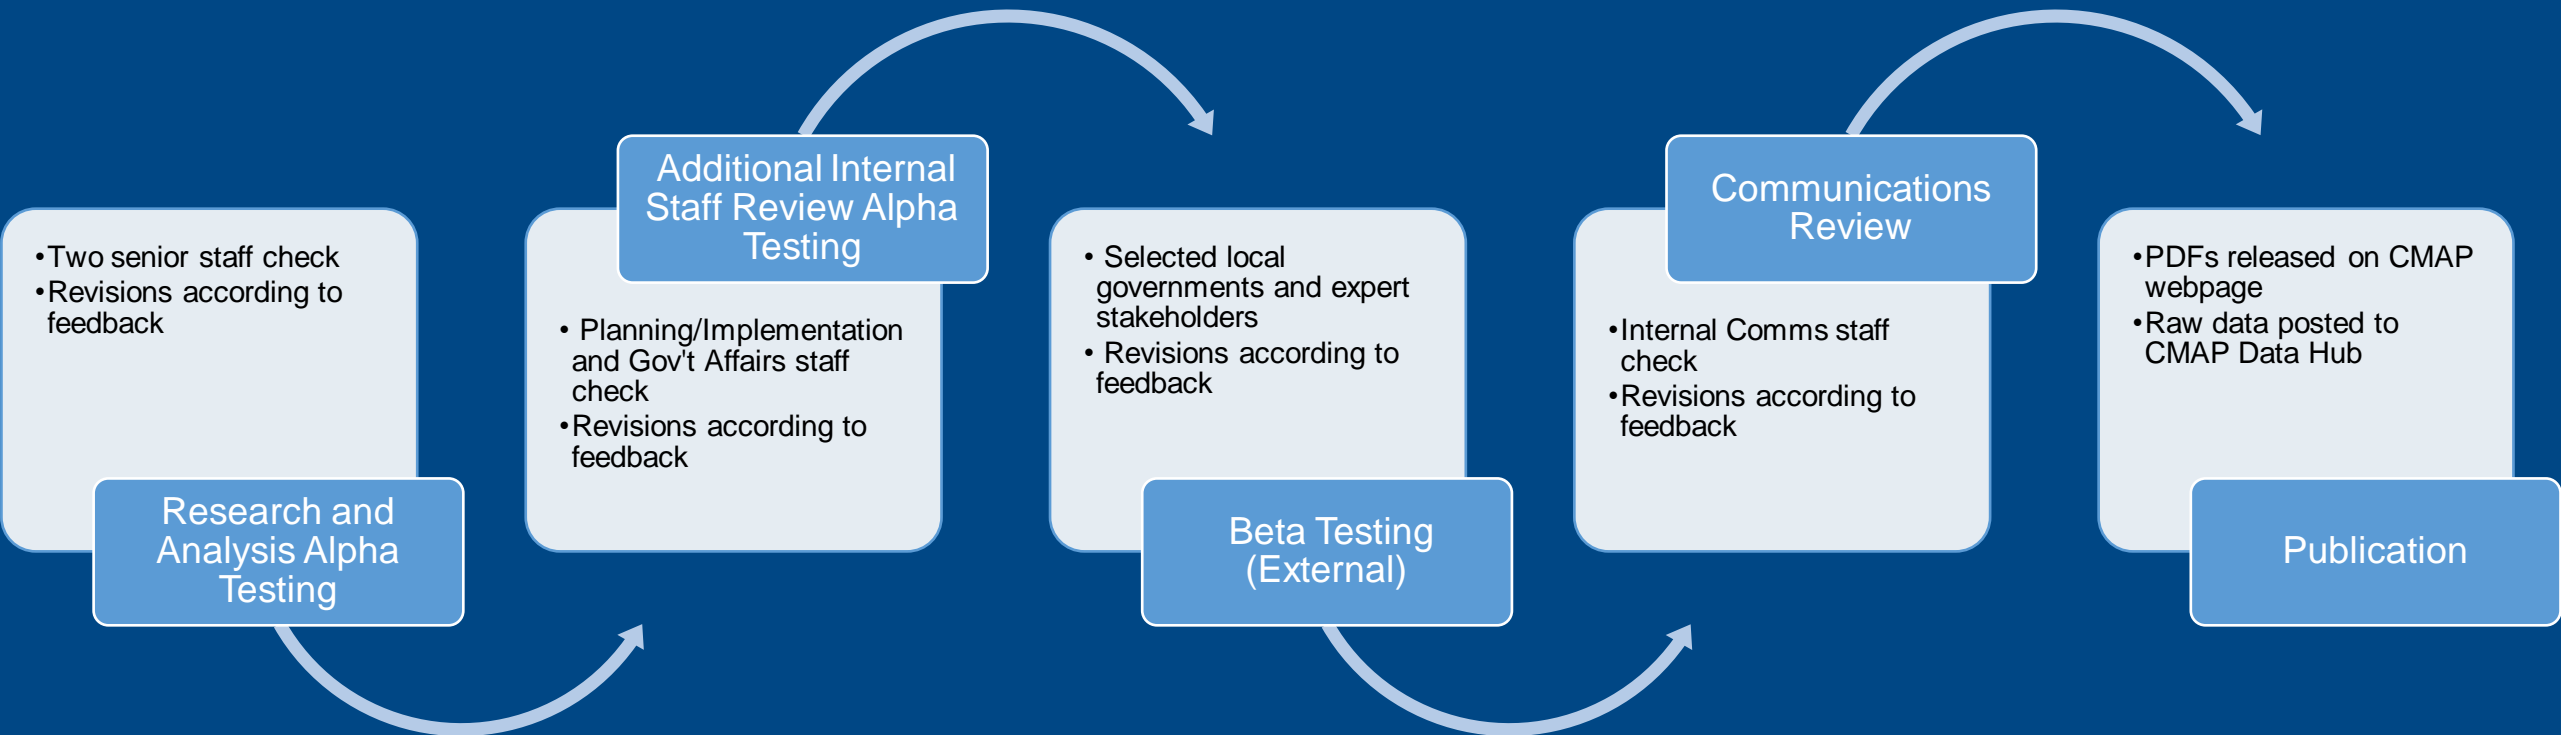 •Two senior staff check
•Revisions according to
feedback
Research and
Analysis Alpha
Testing
Additional Internal
Staff Review Alpha
Testing
• Planning/Implementation
and Gov't Affairs staff
check
•Revisions according to
feedback
• Selected local
governments and expert
stakeholders
• Revisions according to
feedback
Beta Testing
(External)
Communications
Review
•Internal Comms staff
check
•Revisions according to
feedback
•PDFs released on CMAP
webpage
•Raw data posted to
CMAP Data Hub
Publication